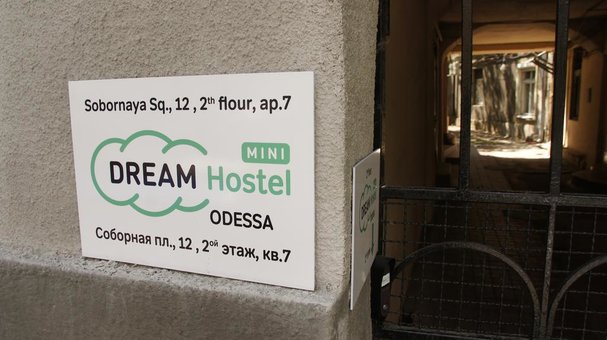 Sobornaya Sq., 12 , 2th flour, ap.7
MINI
DREAM Hostel
ODESSA
Соборная пл., 12 , 2ой этаж, кв.7